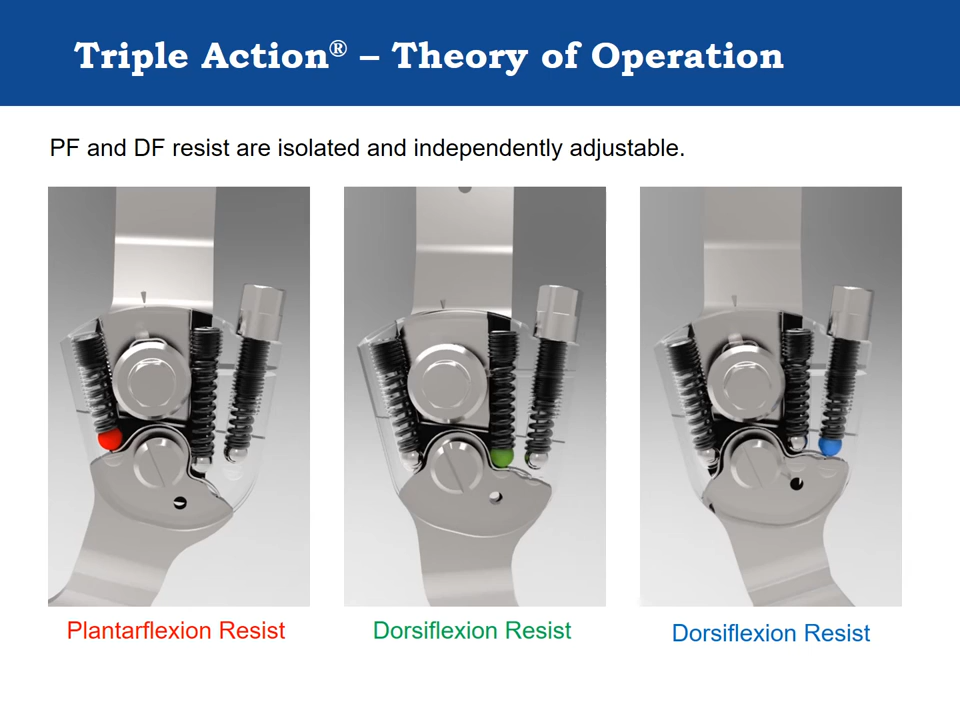 Triple Action® – Theory of Operation
PF and DF resist are isolated and independently adjustable.
Plantarflexion Resist
Dorsiflexion Resist
Dorsiflexion Resist